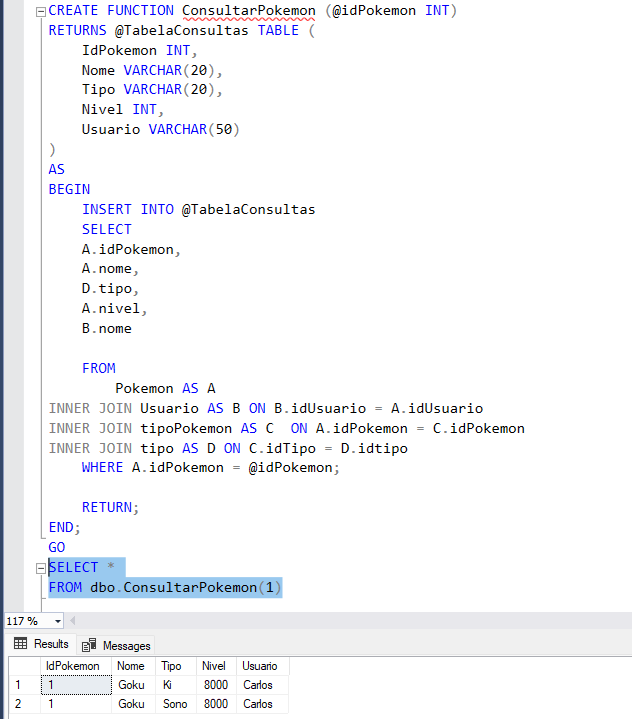 CREATE FUNCTION ConsultarPokemon (@idPokemon INT)
RETURNS @TabelaConsultas TABLE (
IdPokemon INT,
Nome VARCHAR(20),
Tipo VARCHAR(20),
Nivel INT,
Usuario VARCHAR(50)
)
AS
BEGIN
INSERT INTO @TabelaConsultas
SELECT
A.idPokemon,
A.nome,
D.tipo,
A.nivel,
B.nome
FROM
Pokemon AS A
INNER JOIN Usuario AS B ON B.idUsuario = A.idUsuario
INNER JOIN tipoPokemon AS C  ON A.idPokemon = C.idPokemon
INNER JOIN tipo AS D ON C.idTipo = D.idtipo
WHERE A.idPokemon = @idPokemon;
RETURN;
END;
GO
SELECT *
FROM dbo.ConsultarPokemon(1)
117 %
Results Messages
IdPokemon Nome Tipo Nivel Usuario
1 1 Goku Ki 8000 Carlos
2 1 Goku Sono 8000 Carlos